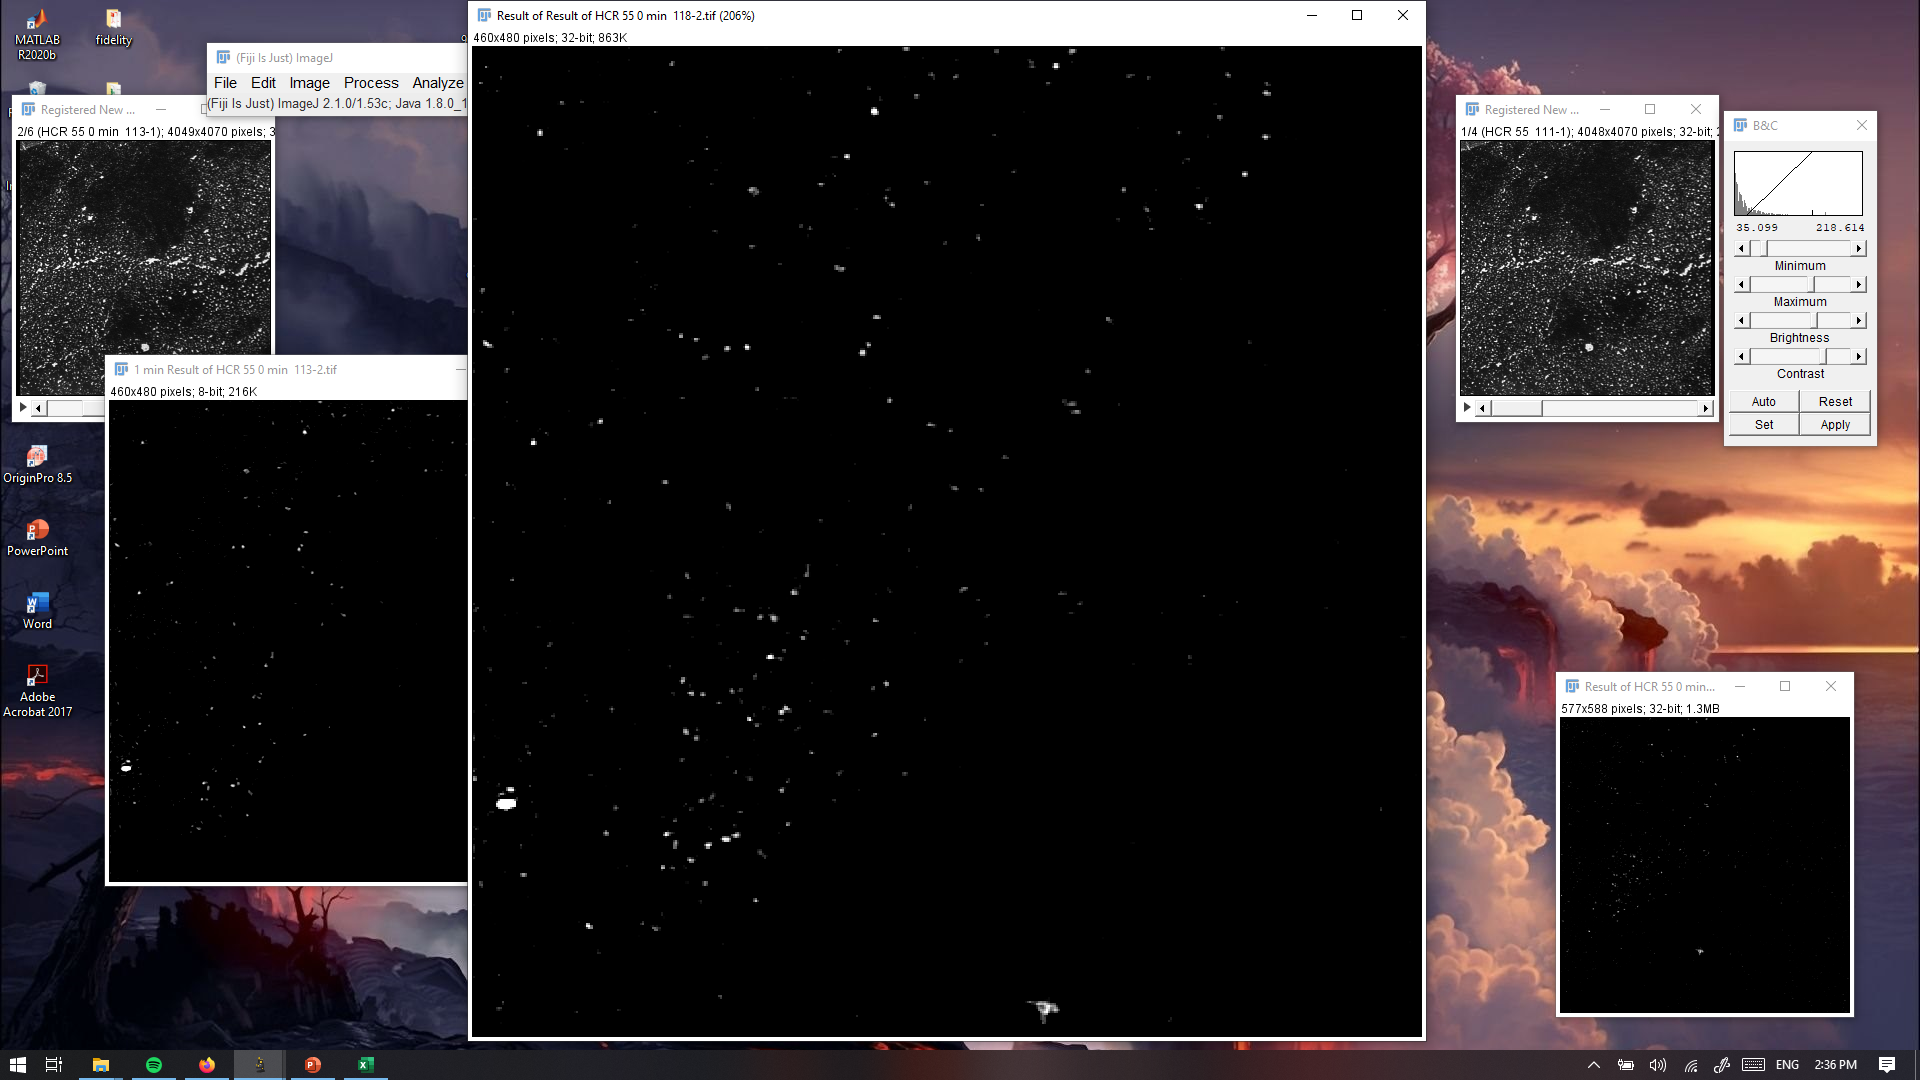 MATLAB
R2020b
fidelity
(Fiji Is Just) ImageJ
File Edit Image Process Analyze
(Fiji Is Just) ImageJ 2.1.0/1.53c; Java 1.8.0_1
Registered New ...
2/6 (HCR 55 0 min 113-1); 4049x4070 pixels; 3
1 min Result of HCR 55 0 min 113-2.tif
460x480 pixels; 8-bit; 216K
OriginPro 8.5
PowerPoint
Word
Adobe
Acrobat 2017
Result of Result of HCR 55 0 min 118-2.tif (206%)
460x480 pixels; 32-bit; 863K
Registered New ...
1/4 (HCR 55 111-1); 4048x4070 pixels; 32-bit;
B&C
35.099 218.614
Minimum
Maximum
Brightness
Contrast
Auto Reset
Set Apply
Result of HCR 55 0 min...
577x588 pixels; 32-bit; 1.3MB
ENG 2:36 PM